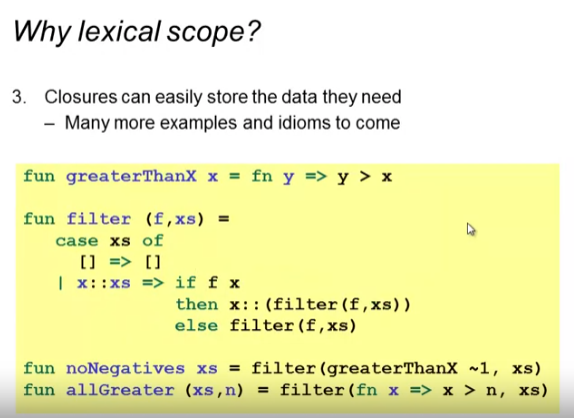 Why lexical scope?
3. Closures can easily store the data they need
– Many more examples and idioms to come
fun greaterThanX x = fn y => y > x
fun filter (f,xs) =
case xs of
[] => []
| x::xs => if f x
then x::(filter(f,xs))
else filter(f,xs)
fun noNegatives xs = filter(greaterThanX ~1, xs)
fun allGreater (xs,n) = filter(fn x => x > n, xs)